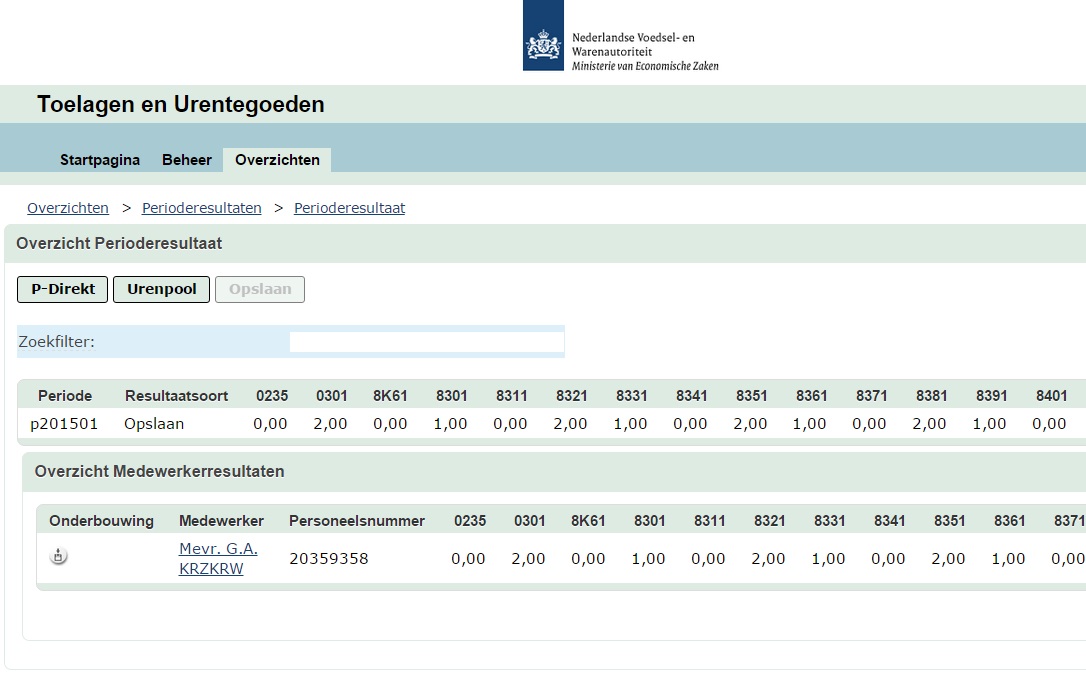 Nederlandse Voedsel- en
Warenautoriteit
Ministerie van Economische Zaken
Toelagen en Urentegoeden
Startpagina Beheer Overzichten
Overzichten > Perioderesultaten > Perioderesultaat
Overzicht Perioderesultaat
P-Direkt Urenpool Opslaan
Zoekfilter:
Periode Resultaatsoort 0235 0301 8K61 8301 8311 8321 8331 8341 8351 8361 8371 8381 8391 8401
p201501 Opslaan 0,00 2,00 0,00 1,00 0,00 2,00 1,00 0,00 2,00 1,00 0,00 2,00 1,00 0,00
Overzicht Medewerkerresultaten
Onderbouwing Medewerker Personeelsnummer 0235 0301 8K61 8301 8311 8321 8331 8341 8351 8361 8371
Mevr. G.A.
KRZKRW 20359358 0,00 2,00 0,00 1,00 0,00 2,00 1,00 0,00 2,00 1,00 0,00